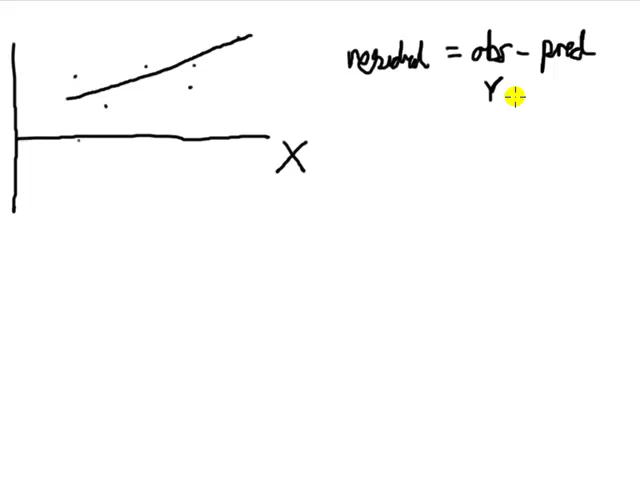 residual = obs - pred
Y
X